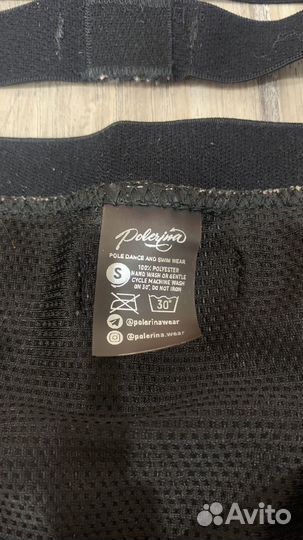 Polerina
POLE DANCE AND SWIM WEAR
S
100% POLYESTER
HAND WASH OR GENTLE
CYCLE MACHINE WASH
ON 30°, DO NOT IRON
30°
@polerinawear
@polerina.wear
Avito